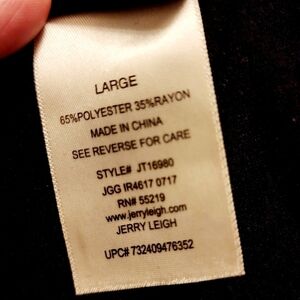 LARGE
65%POLYESTER 35%RAYON
MADE IN CHINA
SEE REVERSE FOR CARE
STYLE# JT16980
JGG IR4617 0717
RN# 55219
www.jerryleigh.com
JERRY LEIGH
UPC# 732409476352